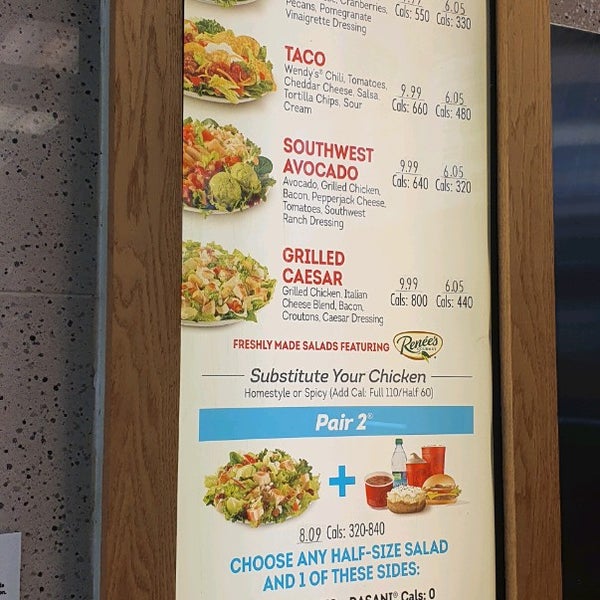 Cranberries,
Pecans, Pomegranate
Vinaigrette Dressing
Cals: 550
6.05
Cals: 330
TACO
Wendy's® Chili, Tomatoes,
Cheddar Cheese, Salsa,
Tortilla Chips, Sour
Cream
9.99
Cals: 660
6.05
Cals: 480
SOUTHWEST
AVOCADO
Avocado, Grilled Chicken,
Bacon, Pepperjack Cheese,
Tomatoes, Southwest
Ranch Dressing
9.99
Cals: 640
6.05
Cals: 320
GRILLED
CAESAR
Grilled Chicken, Italian
Cheese Blend, Bacon,
Croutons, Caesar Dressing
9.99
Cals: 800
6.05
Cals: 440
FRESHLY MADE SALADS FEATURING Renée's
Substitute Your Chicken
Homestyle or Spicy (Add Cal: Full 110/Half 60)
Pair 2®
8.09 Cals: 320-840
CHOOSE ANY HALF-SIZE SALAD
AND 1 OF THESE SIDES:
DASANI® Cals: 0